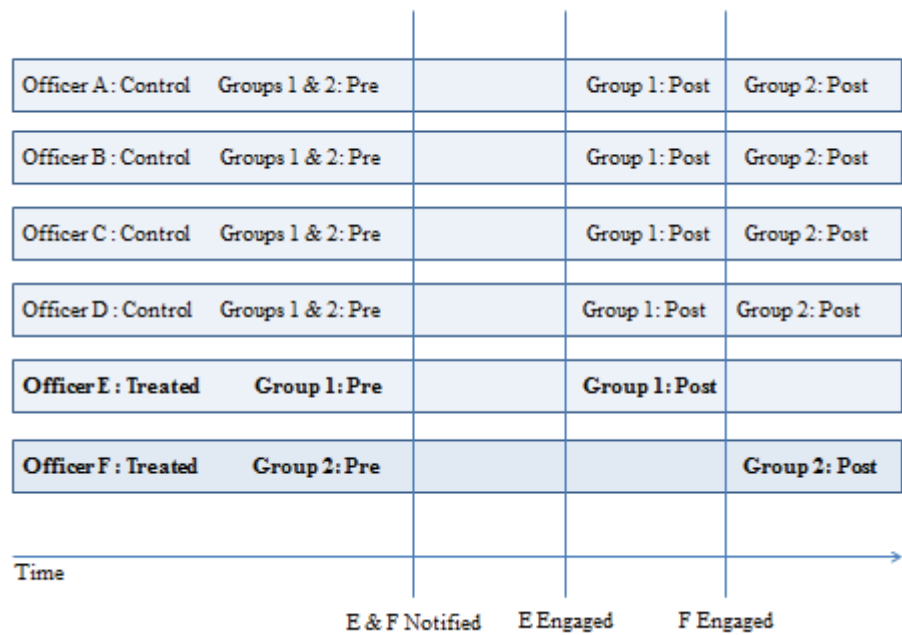 Officer A: Control Groups 1 & 2: Pre Group 1: Post Group 2: Post
Officer B : Control Groups 1 & 2: Pre Group 1: Post Group 2: Post
Officer C : Control Groups 1 & 2: Pre Group 1: Post Group 2: Post
Officer D : Control Groups 1 & 2: Pre Group 1: Post Group 2: Post
Officer E : Treated Group 1: Pre Group 1: Post
Officer F : Treated Group 2: Pre Group 2: Post
Time
E & F Notified E Engaged F Engaged